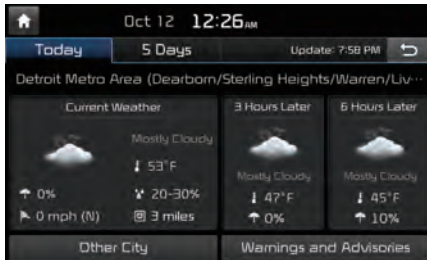 Oct 12 12:26 AM
Today 5 Days Update: 7:58 PM
Detroit Metro Area (Dearborn/Sterling Heights/Warren/Liv···
Current Weather
Mostly Cloudy
53°F
0% 20-30%
0 mph (N) 3 miles
3 Hours Later
Mostly Cloudy
47°F
0%
6 Hours Later
Mostly Cloudy
45°F
10%
Other City Warnings and Advisories